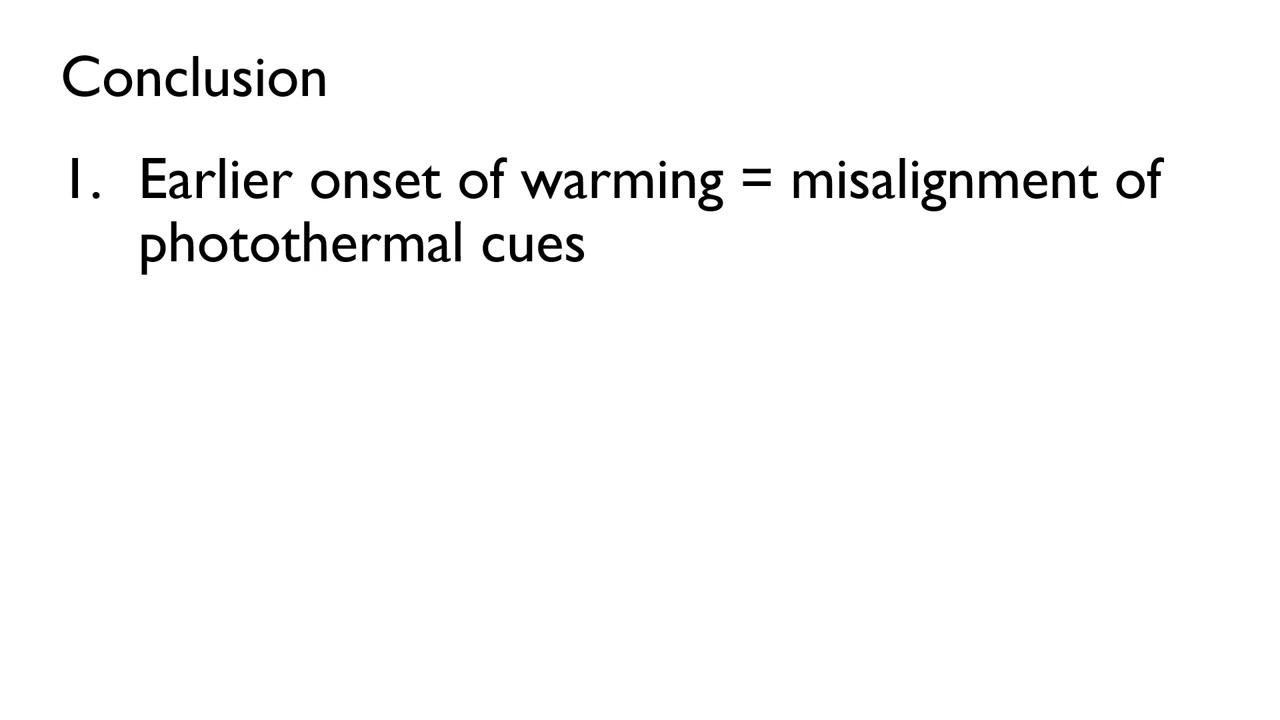 Conclusion
1. Earlier onset of warming = misalignment of
photothermal cues